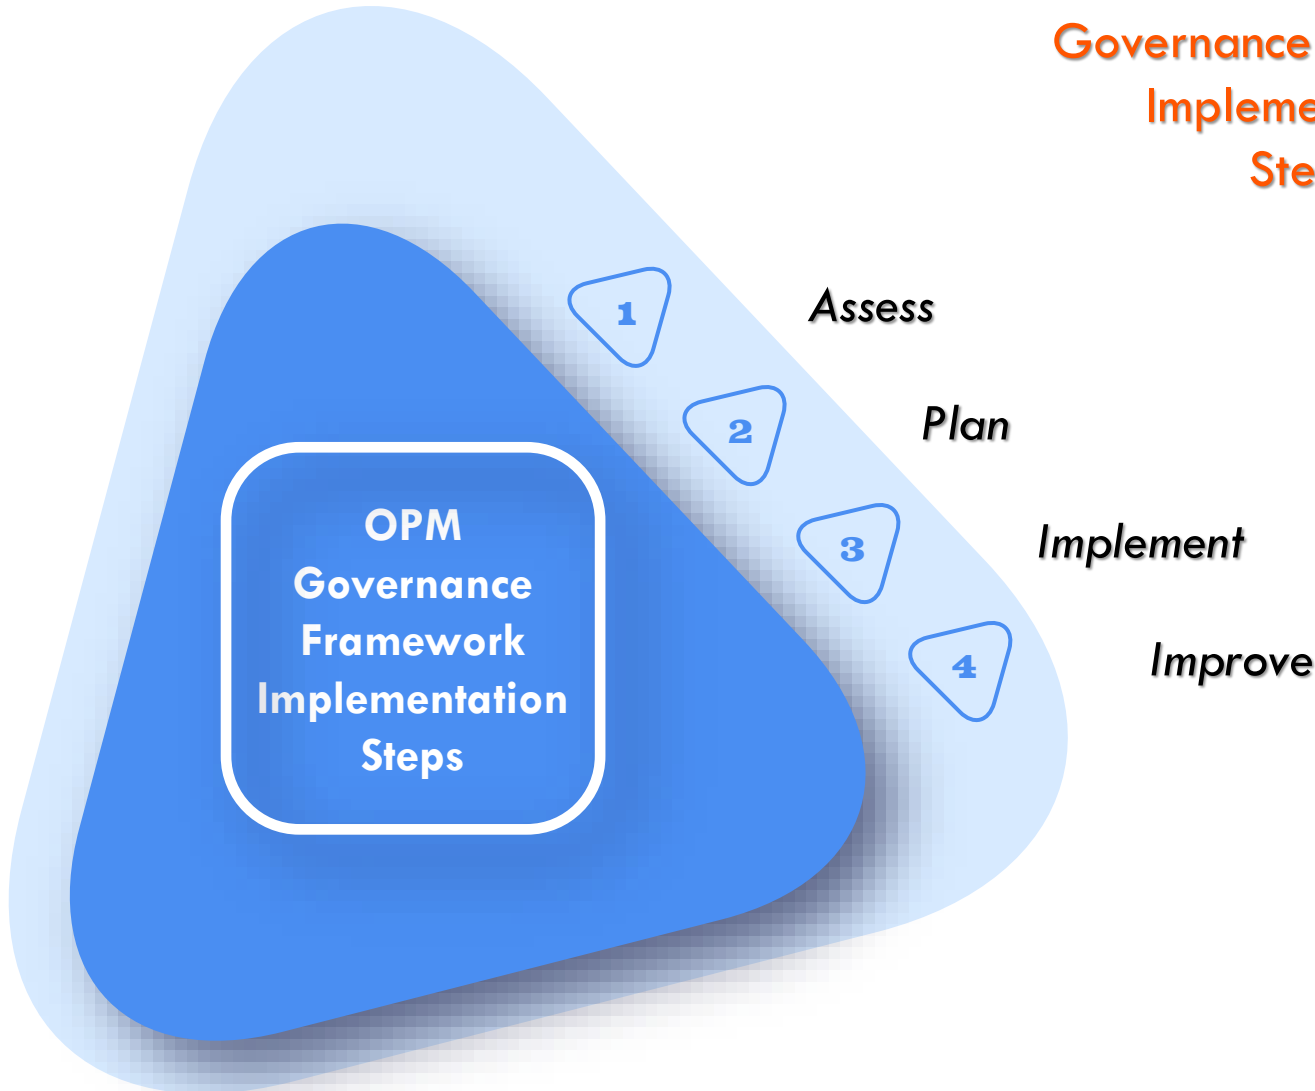 Governance
Impleme
Ste
1 Assess
2 Plan
3 Implement
4 Improve
OPM
Governance
Framework
Implementation
Steps